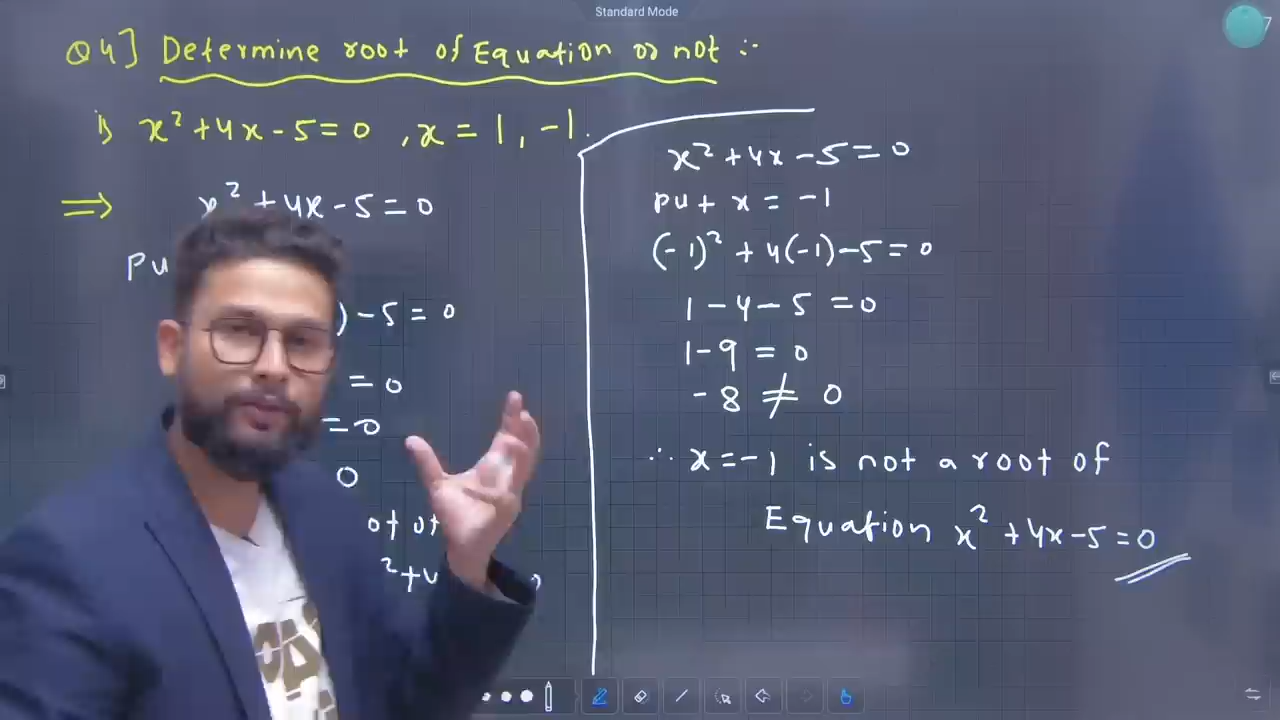 Standard Mode
Q4] Determine root of Equation or not :-
i) x² + 4x - 5 = 0 , x = 1, -1.
⇒ x² + 4x - 5 = 0
Pu
) - 5 = 0
= 0
= 0
0
ot of
² + 
x² + 4x - 5 = 0
put x = -1
(-1)² + 4(-1) - 5 = 0
1 - 4 - 5 = 0
1 - 9 = 0
-8 ≠ 0
∴ x = -1 is not a root of
Equation x² + 4x - 5 = 0